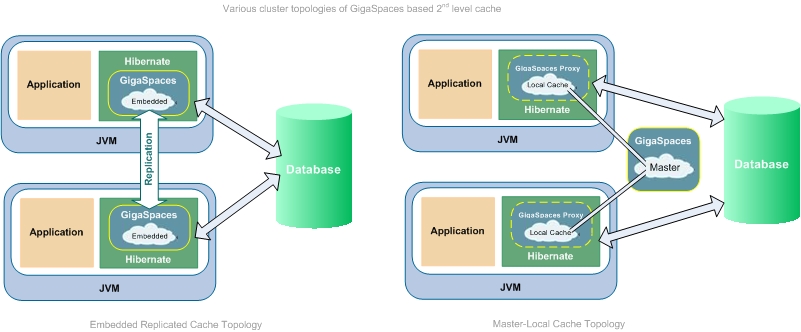 Various cluster topologies of GigaSpaces based 2nd level cache
Hibernate
GigaSpaces
Application
Embedded
JVM
Replication
GigaSpaces
Application
Embedded
Hibernate
JVM
Database
Embedded Replicated Cache Topology
GigaSpaces Proxy
Application
Local Cache
Hibernate
JVM
GigaSpaces
Master
Database
GigaSpaces Proxy
Application
Local Cache
Hibernate
JVM
Master-Local Cache Topology